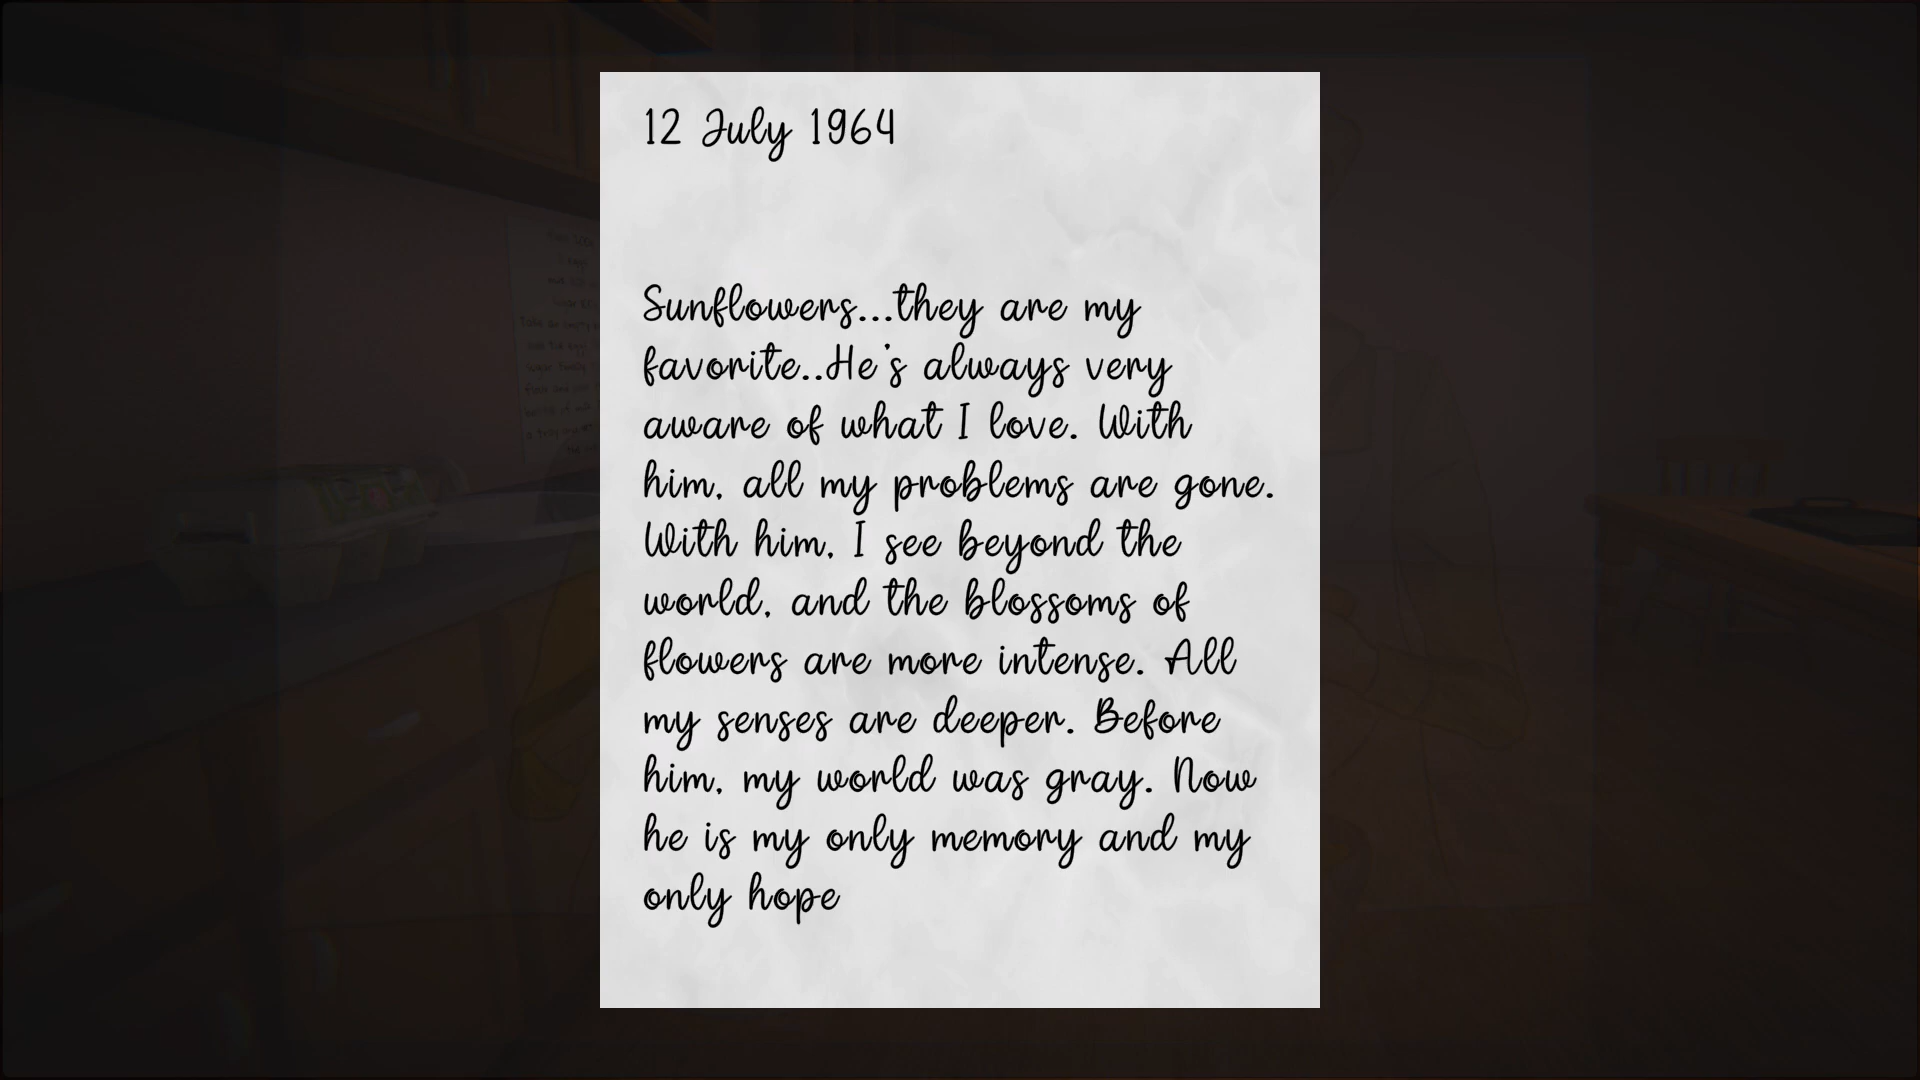 12 July 1964
Sunflowers...they are my
favorite..He's always very
aware of what I love. With
him, all my problems are gone.
With him, I see beyond the
world, and the blossoms of
flowers are more intense. All
my senses are deeper. Before
him, my world was gray. Now
he is my only memory and my
only hope